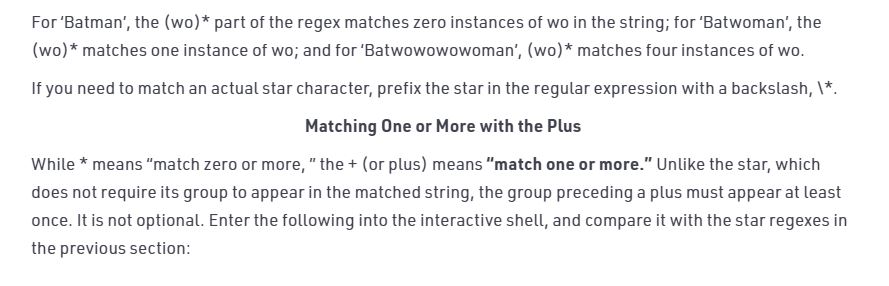 For ‘Batman’, the (wo)* part of the regex matches zero instances of wo in the string; for ‘Batwoman’, the
(wo)* matches one instance of wo; and for ‘Batwowowowoman’, (wo)* matches four instances of wo.
If you need to match an actual star character, prefix the star in the regular expression with a backslash, \*.
Matching One or More with the Plus
While * means “match zero or more, ” the + (or plus) means “match one or more.” Unlike the star, which
does not require its group to appear in the matched string, the group preceding a plus must appear at least
once. It is not optional. Enter the following into the interactive shell, and compare it with the star regexes in
the previous section: